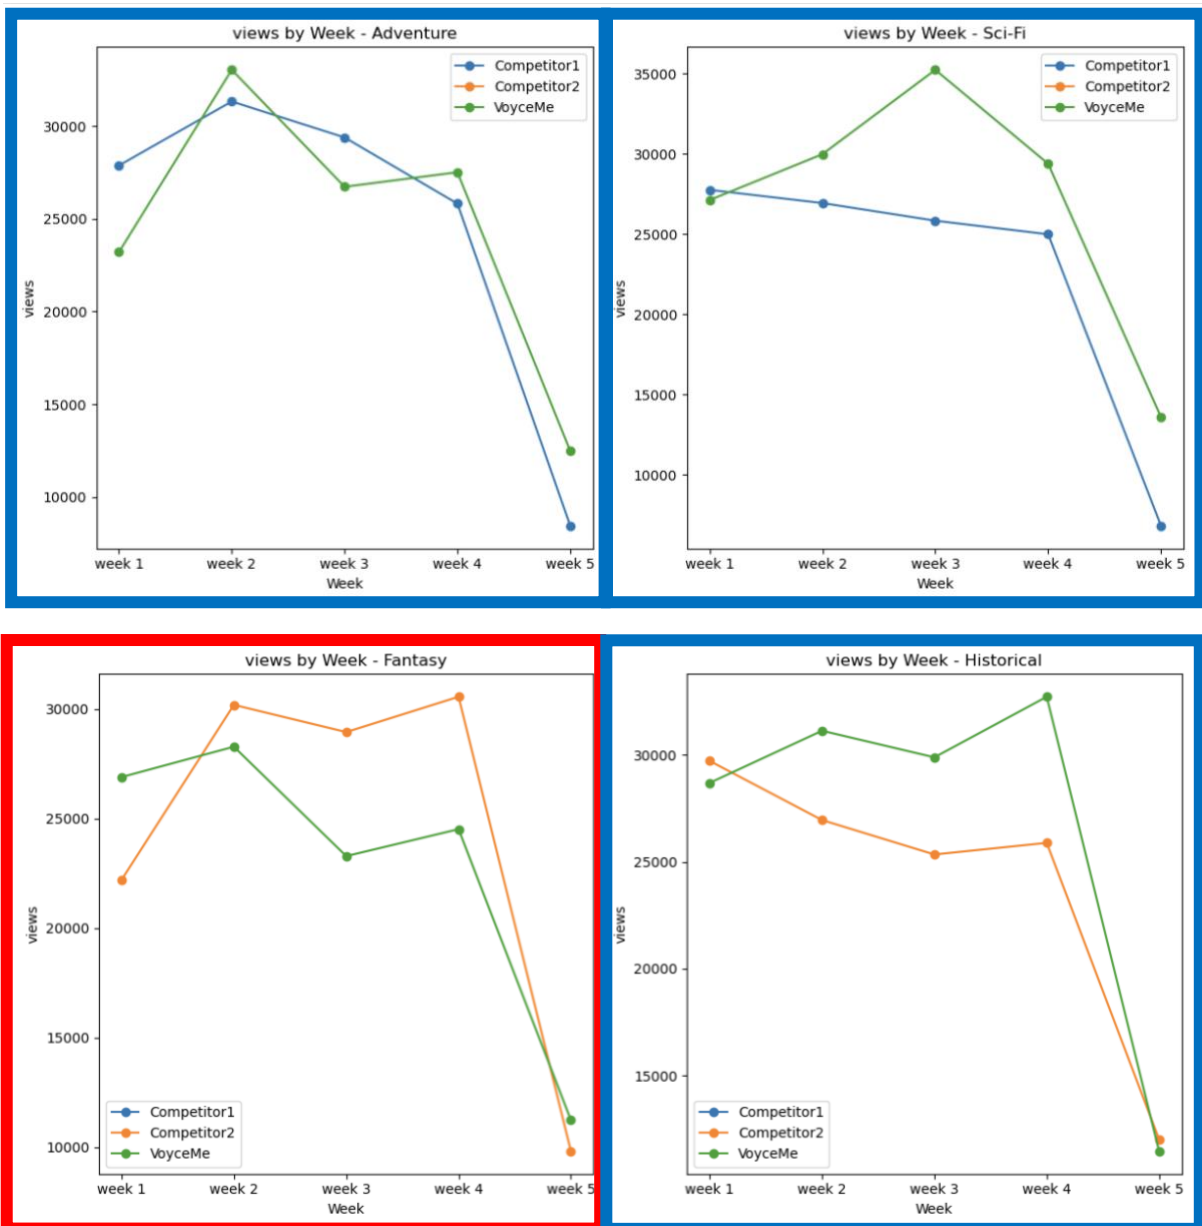 views by Week - Adventure
Competitor1
Competitor2
VoyceMe
30000
25000
20000
15000
10000
views
week 1 week 2 week 3 week 4 week 5
Week
views by Week - Sci-Fi
Competitor1
Competitor2
VoyceMe
35000
30000
25000
20000
15000
10000
views
week 1 week 2 week 3 week 4 week 5
Week
views by Week - Fantasy
30000
25000
20000
15000
10000
views
Competitor1
Competitor2
VoyceMe
week 1 week 2 week 3 week 4 week 5
Week
views by Week - Historical
30000
25000
20000
15000
views
Competitor1
Competitor2
VoyceMe
week 1 week 2 week 3 week 4 week 5
Week